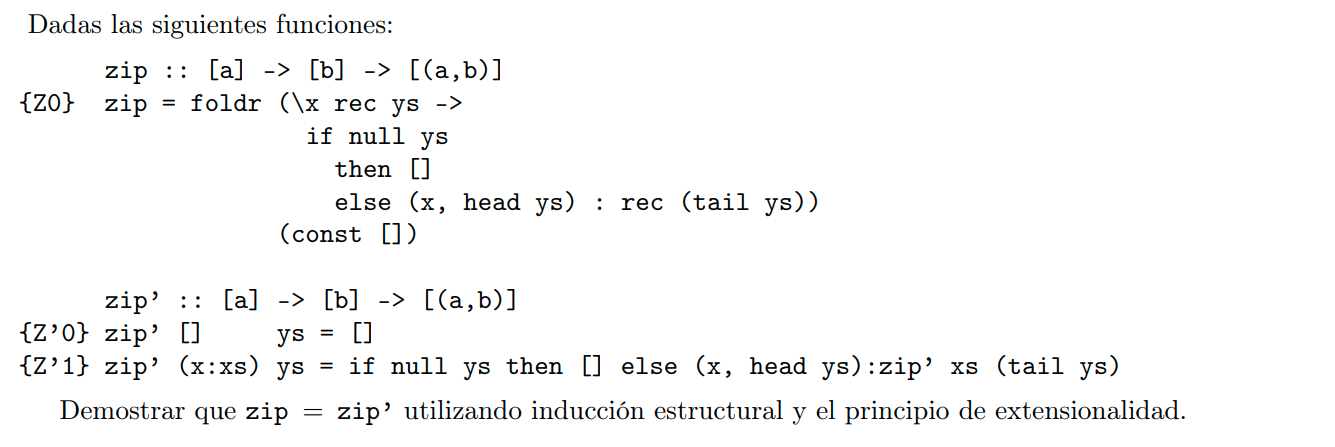 Dadas las siguientes funciones:
zip :: [a] -> [b] -> [(a,b)]
{Z0} zip = foldr (\x rec ys ->
if null ys
then []
else (x, head ys) : rec (tail ys))
(const [])
zip’ :: [a] -> [b] -> [(a,b)]
{Z’0} zip’ [] ys = []
{Z’1} zip’ (x:xs) ys = if null ys then [] else (x, head ys):zip’ xs (tail ys)
Demostrar que zip = zip’ utilizando inducción estructural y el principio de extensionalidad.